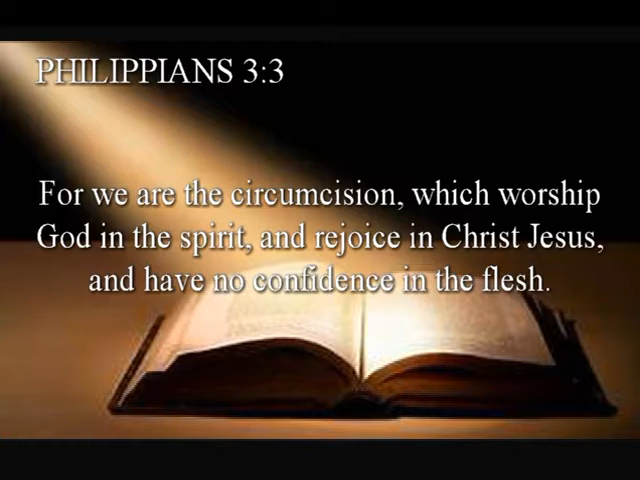 PHILIPPIANS 3:3
For we are the circumcision, which worship
God in the spirit, and rejoice in Christ Jesus,
and have no confidence in the flesh.